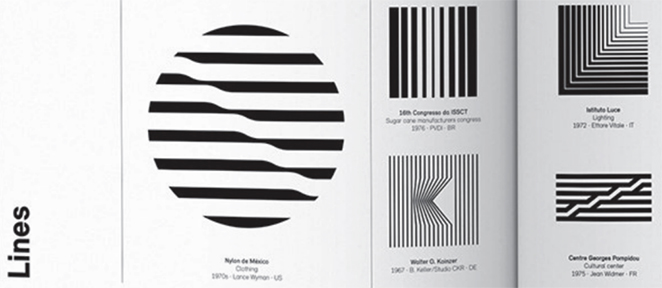 Lines
Nylon de México
Clothing
1970s · Lance Wyman · US
16th Congresso da ISSCT
Sugar cane manufacturers congress
1976 · PVDI · BR
Walter O. Kainzer
1967 · B. Keller/Studio CKR · DE
Istituto Luce
Lighting
1972 · Ettore Vitale · IT
Centre Georges Pompidou
Cultural center
1975 · Jean Widmer · FR